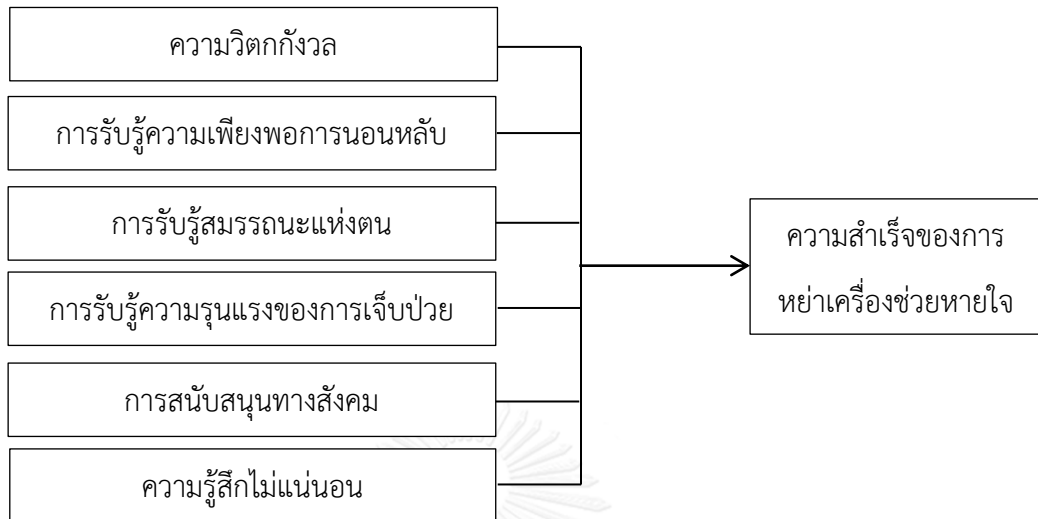 ความวิตกกังวล
การรับรู้ความเพียงพอการนอนหลับ
การรับรู้สมรรถนะแห่งตน
การรับรู้ความรุนแรงของการเจ็บป่วย
การสนับสนุนทางสังคม
ความรู้สึกไม่แน่นอน
ความสำเร็จของการ
หย่าเครื่องช่วยหายใจ